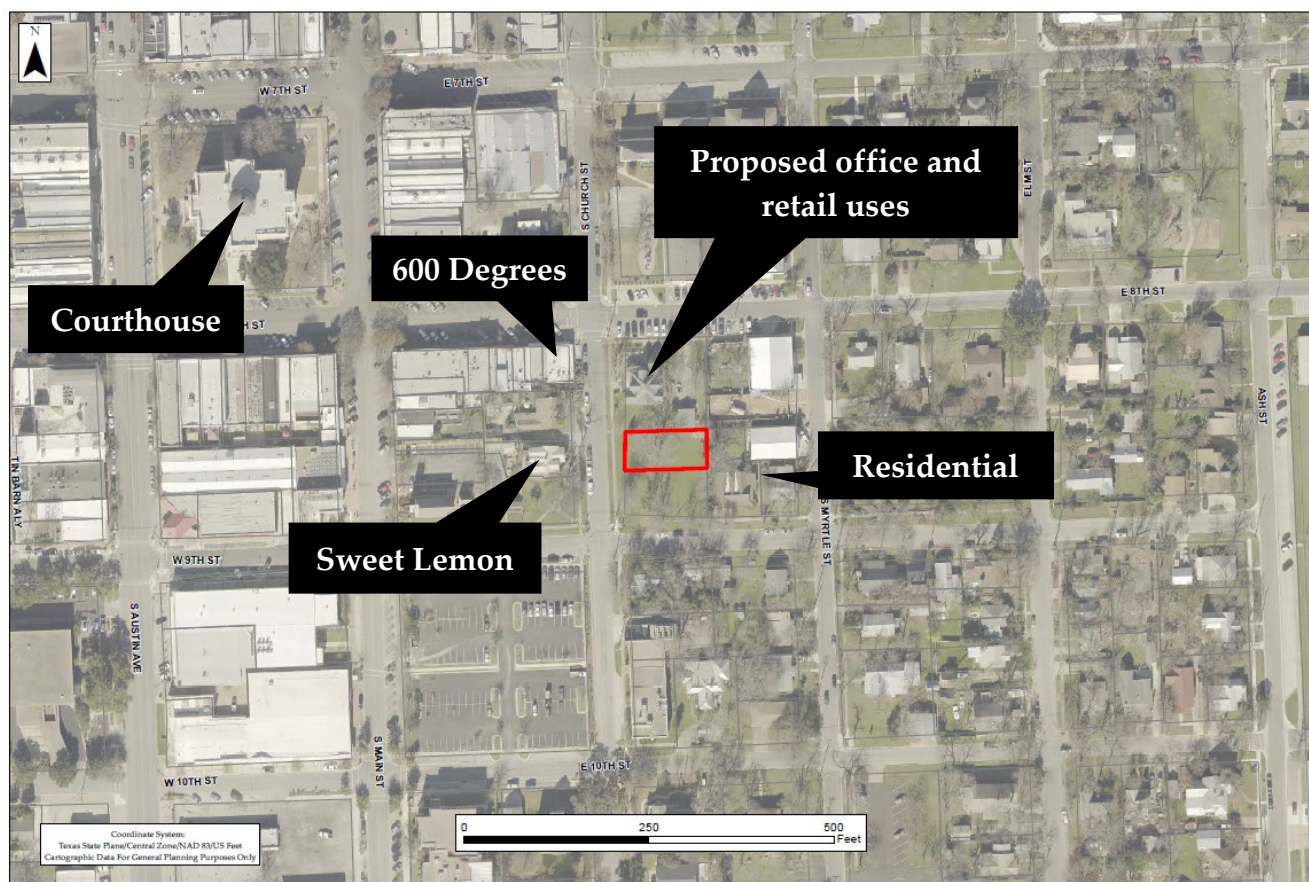 N
W 7TH ST
E 7TH ST
S CHURCH ST
Proposed office and
retail uses
ELM ST
600 Degrees
Courthouse
TH ST
E 8TH ST
ASH ST
TIN BARN ALY
Residential
Sweet Lemon
S MYRTLE ST
W 9TH ST
S AUSTIN AVE
S MAIN ST
E 10TH ST
W 10TH ST
0 250 500
Feet
Coordinate System:
Texas State Plane/Central Zone/NAD 83/US Feet
Cartographic Data For General Planning Purposes Only